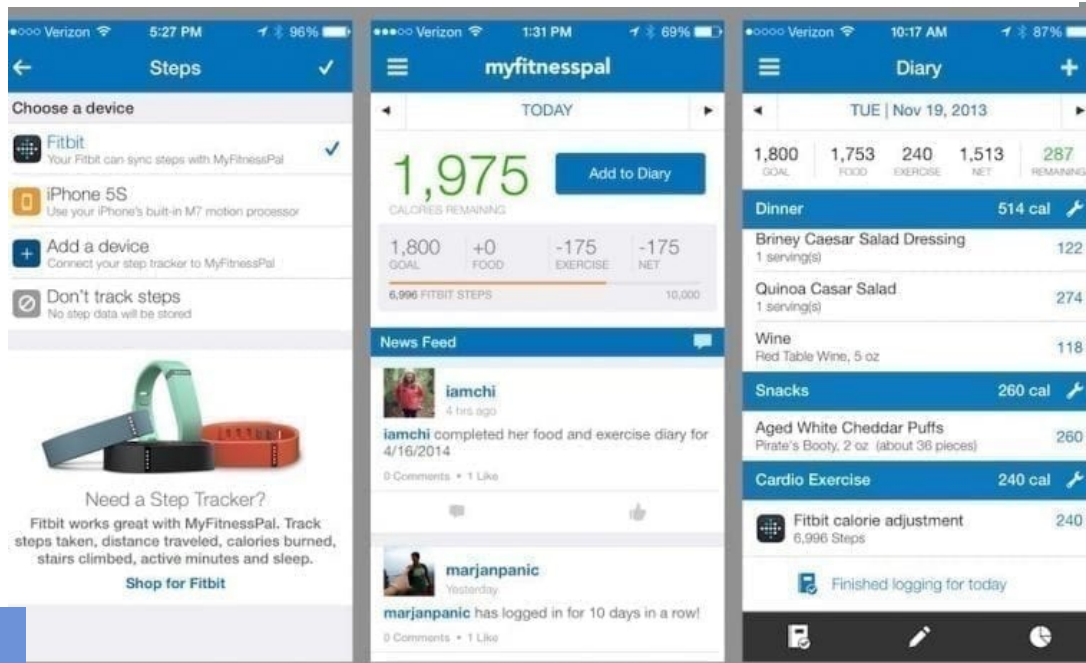 Verizon 5:27 PM 96%
Steps
Choose a device
Fitbit
Your Fitbit can sync steps with MyFitnessPal
iPhone 5S
Use your iPhone's built-in M7 motion processor
Add a device
Connect your step tracker to MyFitnessPal
Don't track steps
No step data will be stored
Need a Step Tracker?
Fitbit works great with MyFitnessPal. Track
steps taken, distance traveled, calories burned,
stairs climbed, active minutes and sleep.
Shop for Fitbit
Verizon 1:31 PM 69%
myfitnesspal
TODAY
1,975
Add to Diary
CALORIES REMAINING
1,800 +0 -175 -175
GOAL FOOD EXERCISE NET
6,996 FITBIT STEPS 10,000
News Feed
iamchi
4 hrs ago
iamchi completed her food and exercise diary for
4/16/2014
0 Comments • 1 Like
marjanpanic
Yesterday
marjanpanic has logged in for 10 days in a row!
0 Comments • 1 Like
Verizon 10:17 AM 87%
Diary
TUE | Nov 19, 2013
1,800 1,753 240 1,513 287
GOAL FOOD EXERCISE NET REMAINING
Dinner 514 cal
Briney Caesar Salad Dressing 122
1 serving(s)
Quinoa Casar Salad 274
1 serving(s)
Wine 118
Red Table Wine, 5 oz
Snacks 260 cal
Aged White Cheddar Puffs 260
Pirate's Booty, 2 oz (about 36 pieces)
Cardio Exercise 240 cal
Fitbit calorie adjustment 240
6,996 Steps
Finished logging for today